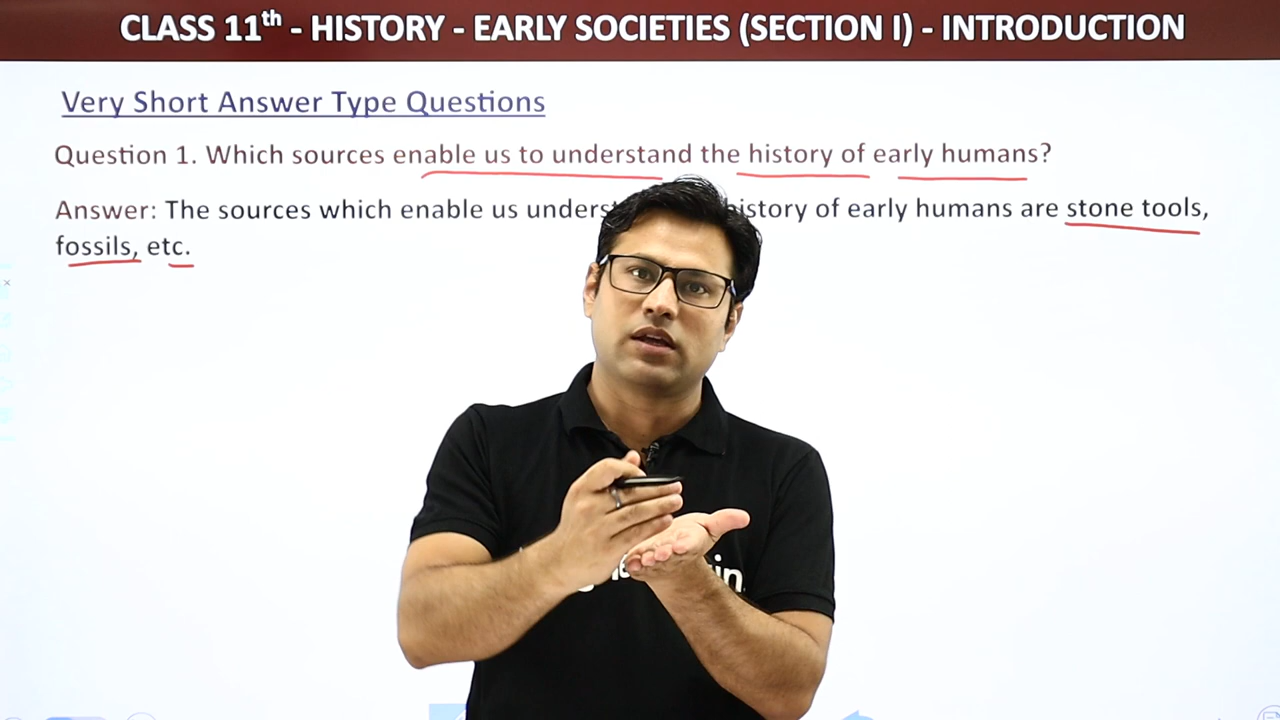 CLASS 11th - HISTORY - EARLY SOCIETIES (SECTION I) - INTRODUCTION
Very Short Answer Type Questions
Question 1. Which sources enable us to understand the history of early humans?
Answer: The sources which enable us history of early humans are stone tools,
fossils, etc.